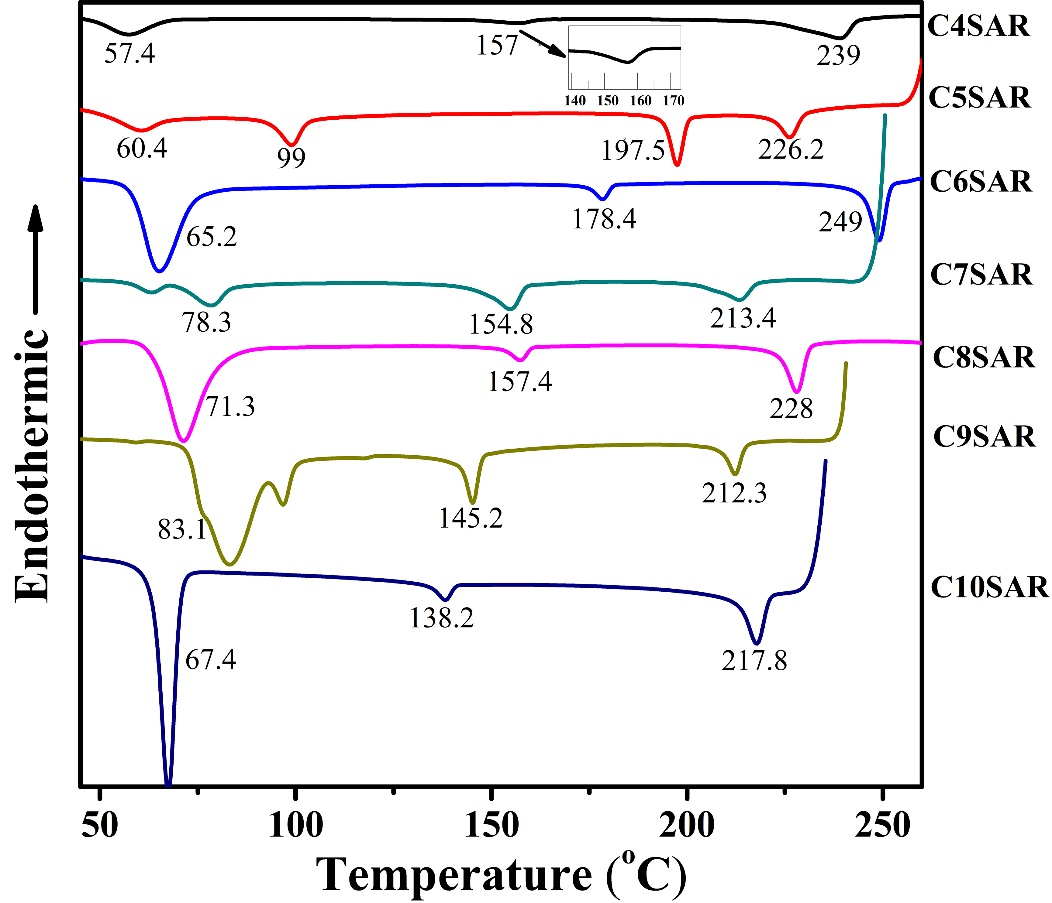 C4SAR
57.4
157
239
140 150 160 170
C5SAR
60.4
99
197.5
226.2
C6SAR
65.2
178.4
249
C7SAR
78.3
154.8
213.4
C8SAR
71.3
157.4
228
C9SAR
83.1
145.2
212.3
C10SAR
67.4
138.2
217.8
Endothermic
50 100 150 200 250
Temperature (°C)